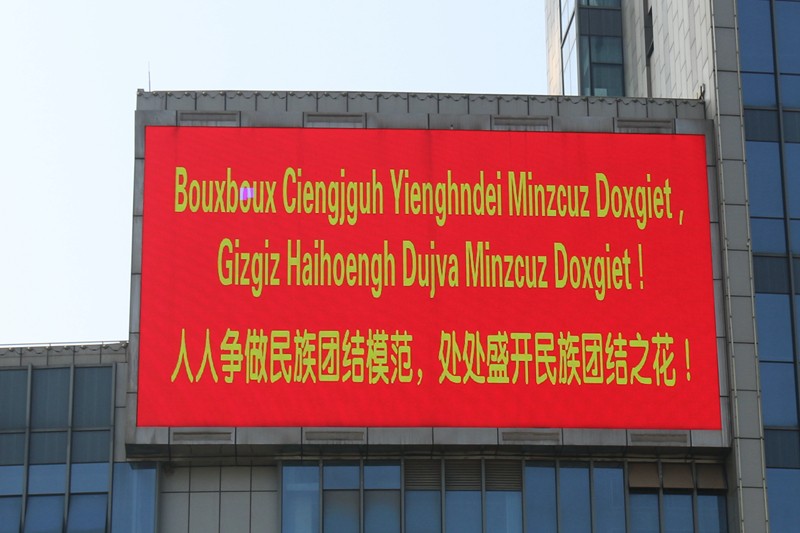 Bouxboux Ciengjguh Yienghndei Minzcuz Doxgiet ,
Gizgiz Haihoengh Dujva Minzcuz Doxgiet !
人人争做民族团结模范，处处盛开民族团结之花！